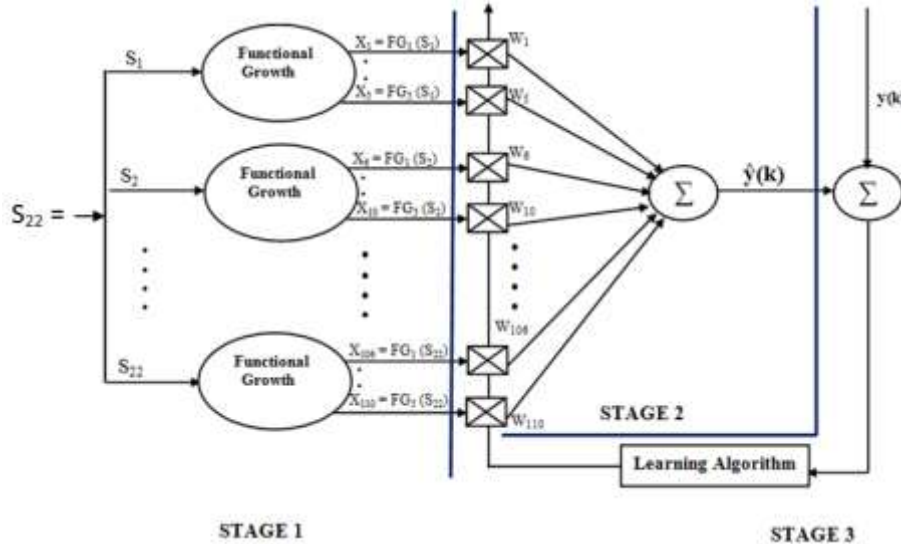 S₁
Functional
Growth
X₁ = FG₁ (S₁)
X₅ = FG₅ (S₁)
W₁
W₅
y(k)
S₂₂ =
S₂
Functional
Growth
X₆ = FG₁ (S₂)
X₁₀ = FG₅ (S₂)
W₆
W₁₀
Σ
ŷ(k)
Σ
S₂₂
Functional
Growth
X₁₀₆ = FG₁ (S₂₂)
X₁₁₀ = FG₅ (S₂₂)
W₁₀₆
W₁₁₀
STAGE 2
Learning Algorithm
STAGE 1
STAGE 3